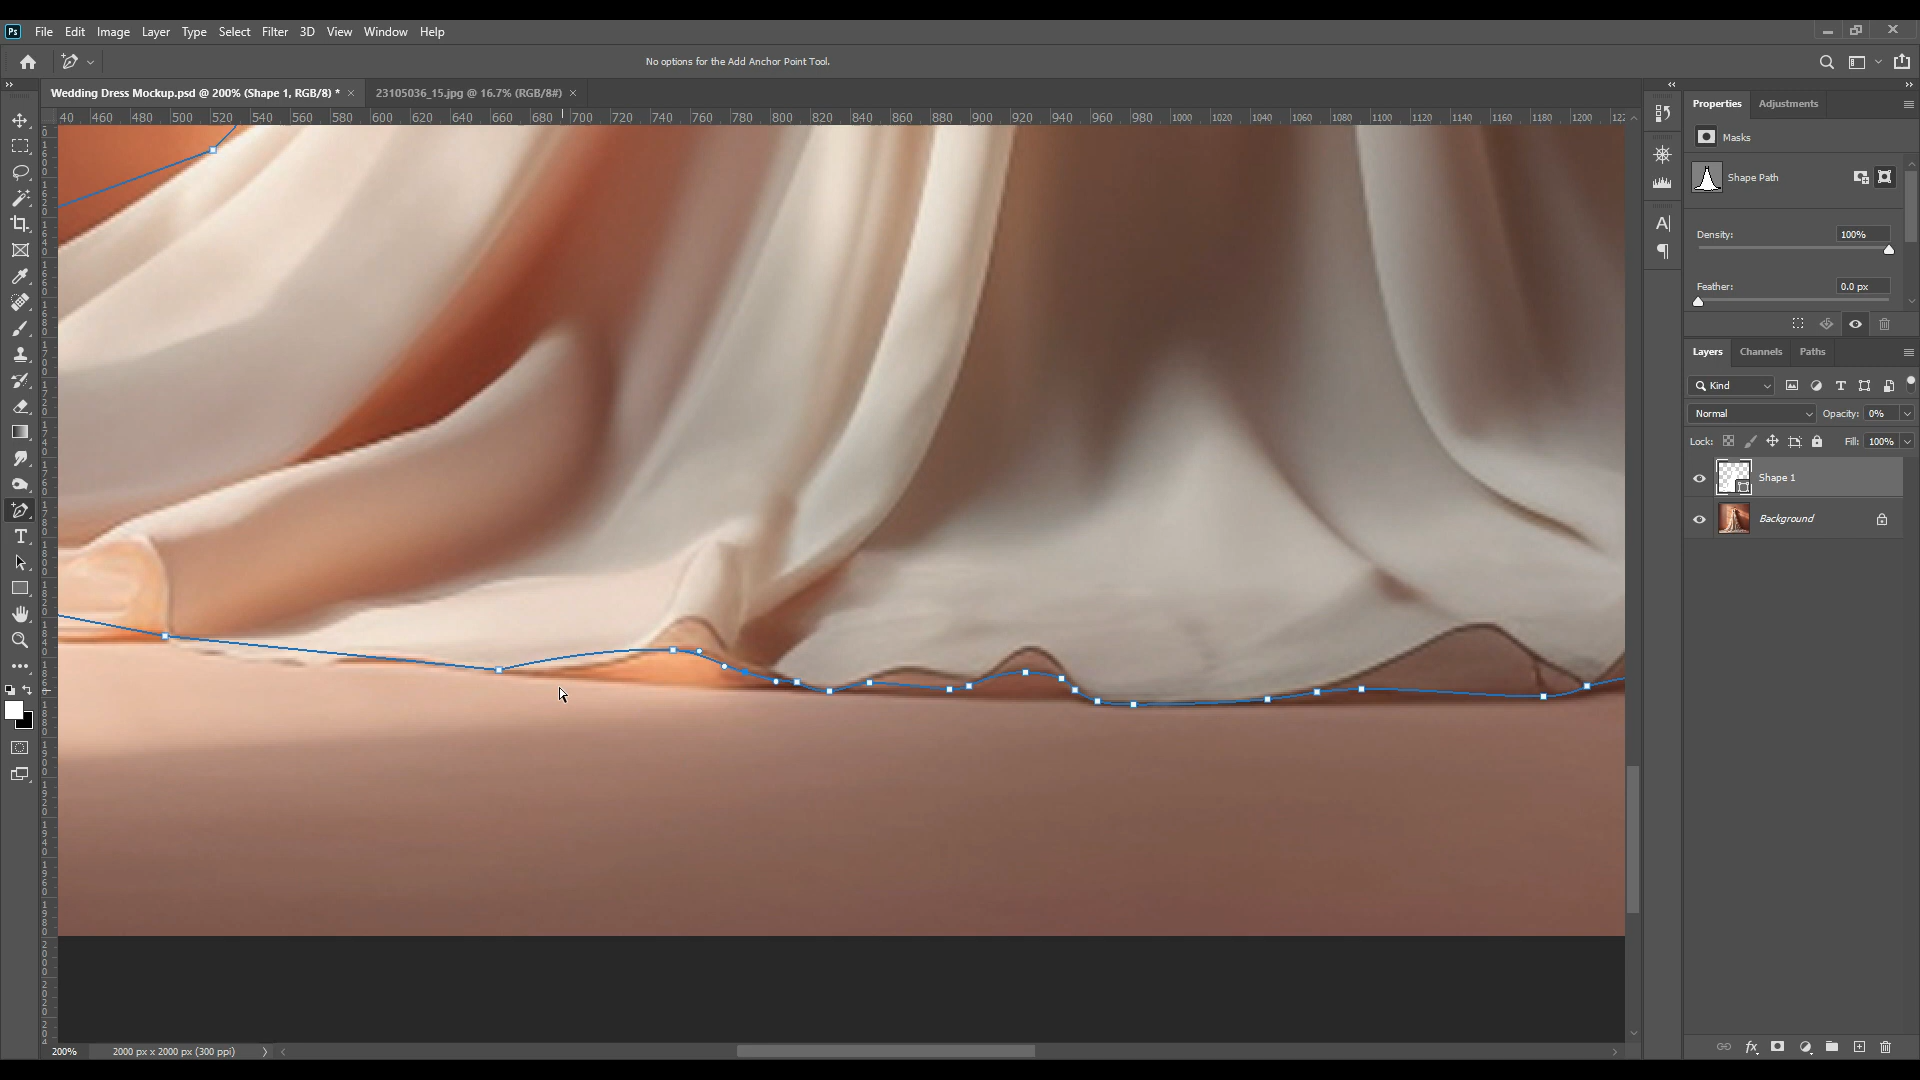 Ps File Edit Image Layer Type Select Filter 3D View Window Help
No options for the Add Anchor Point Tool.
Wedding Dress Mockup.psd @ 200% (Shape 1, RGB/8) * × 23105036_15.jpg @ 16.7% (RGB/8#) ×
40 460 480 500 520 540 560 580 600 620 640 660 680 700 720 740 760 780 800 820 840 860 880 900 920 940 960 980 1000 1020 1040 1060 1080 1100 1120 1140 1160 1180 1200
Properties Adjustments
Masks
Shape Path
Density: 100%
Feather: 0.0 px
Layers Channels Paths
Kind
Normal Opacity: 0%
Lock: Fill: 100%
Shape 1
Background
200% 2000 px x 2000 px (300 ppi)